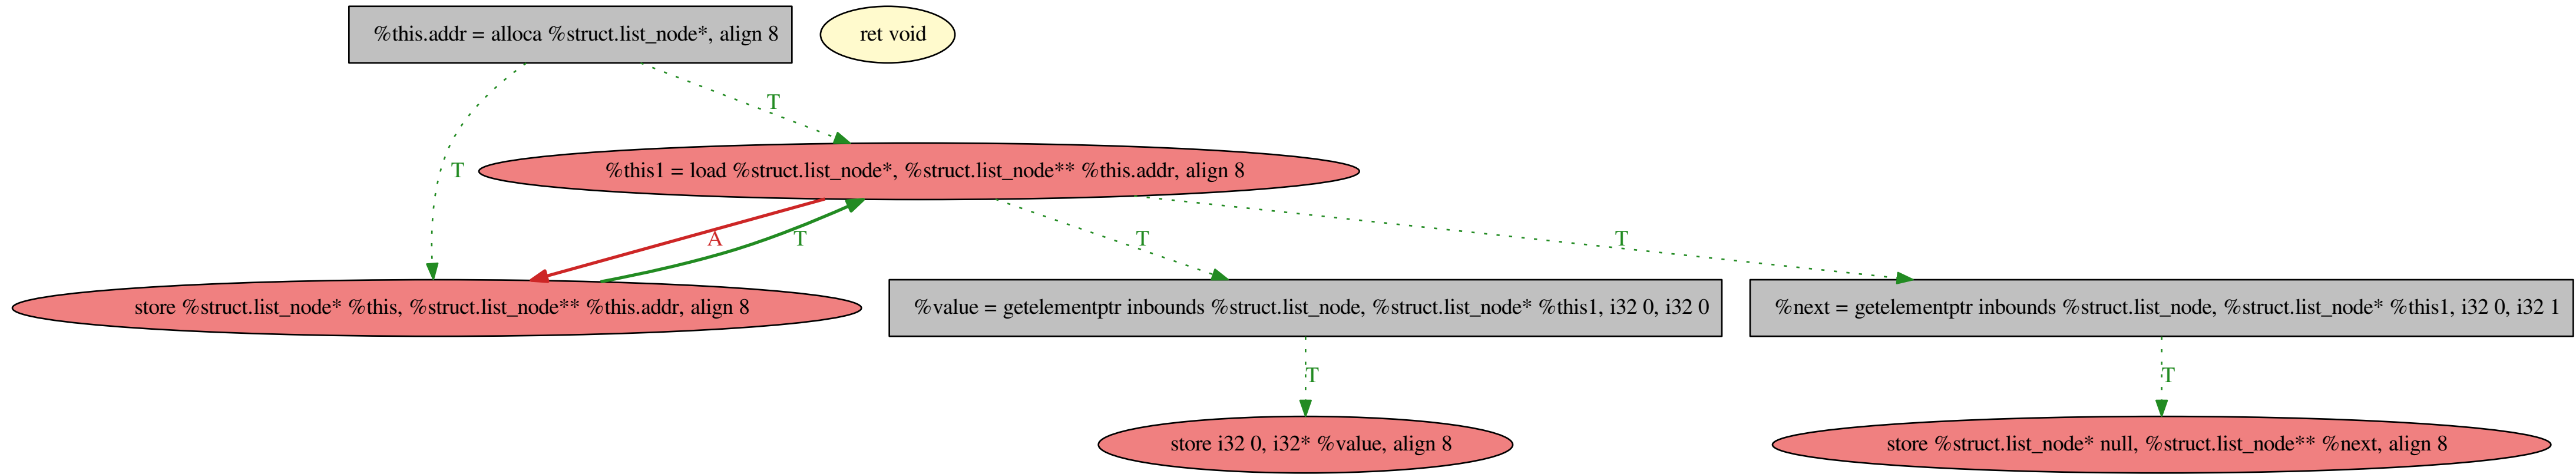 %this.addr = alloca %struct.list_node*, align 8
ret void
T
%this1 = load %struct.list_node*, %struct.list_node** %this.addr, align 8
T
A
T
T
T
store %struct.list_node* %this, %struct.list_node** %this.addr, align 8
%value = getelementptr inbounds %struct.list_node, %struct.list_node* %this1, i32 0, i32 0
%next = getelementptr inbounds %struct.list_node, %struct.list_node* %this1, i32 0, i32 1
T
T
store i32 0, i32* %value, align 8
store %struct.list_node* null, %struct.list_node** %next, align 8